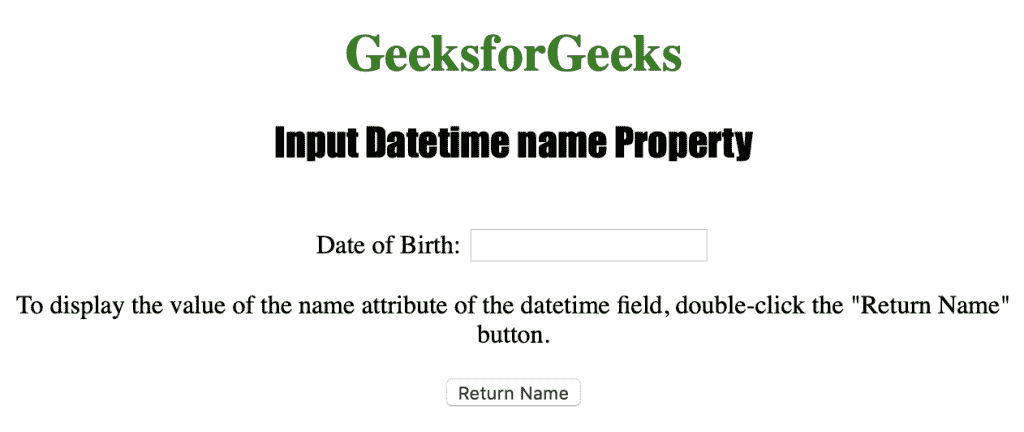 GeeksforGeeks
Input Datetime name Property
Date of Birth:
To display the value of the name attribute of the datetime field, double-click the "Return Name"
button.
Return Name